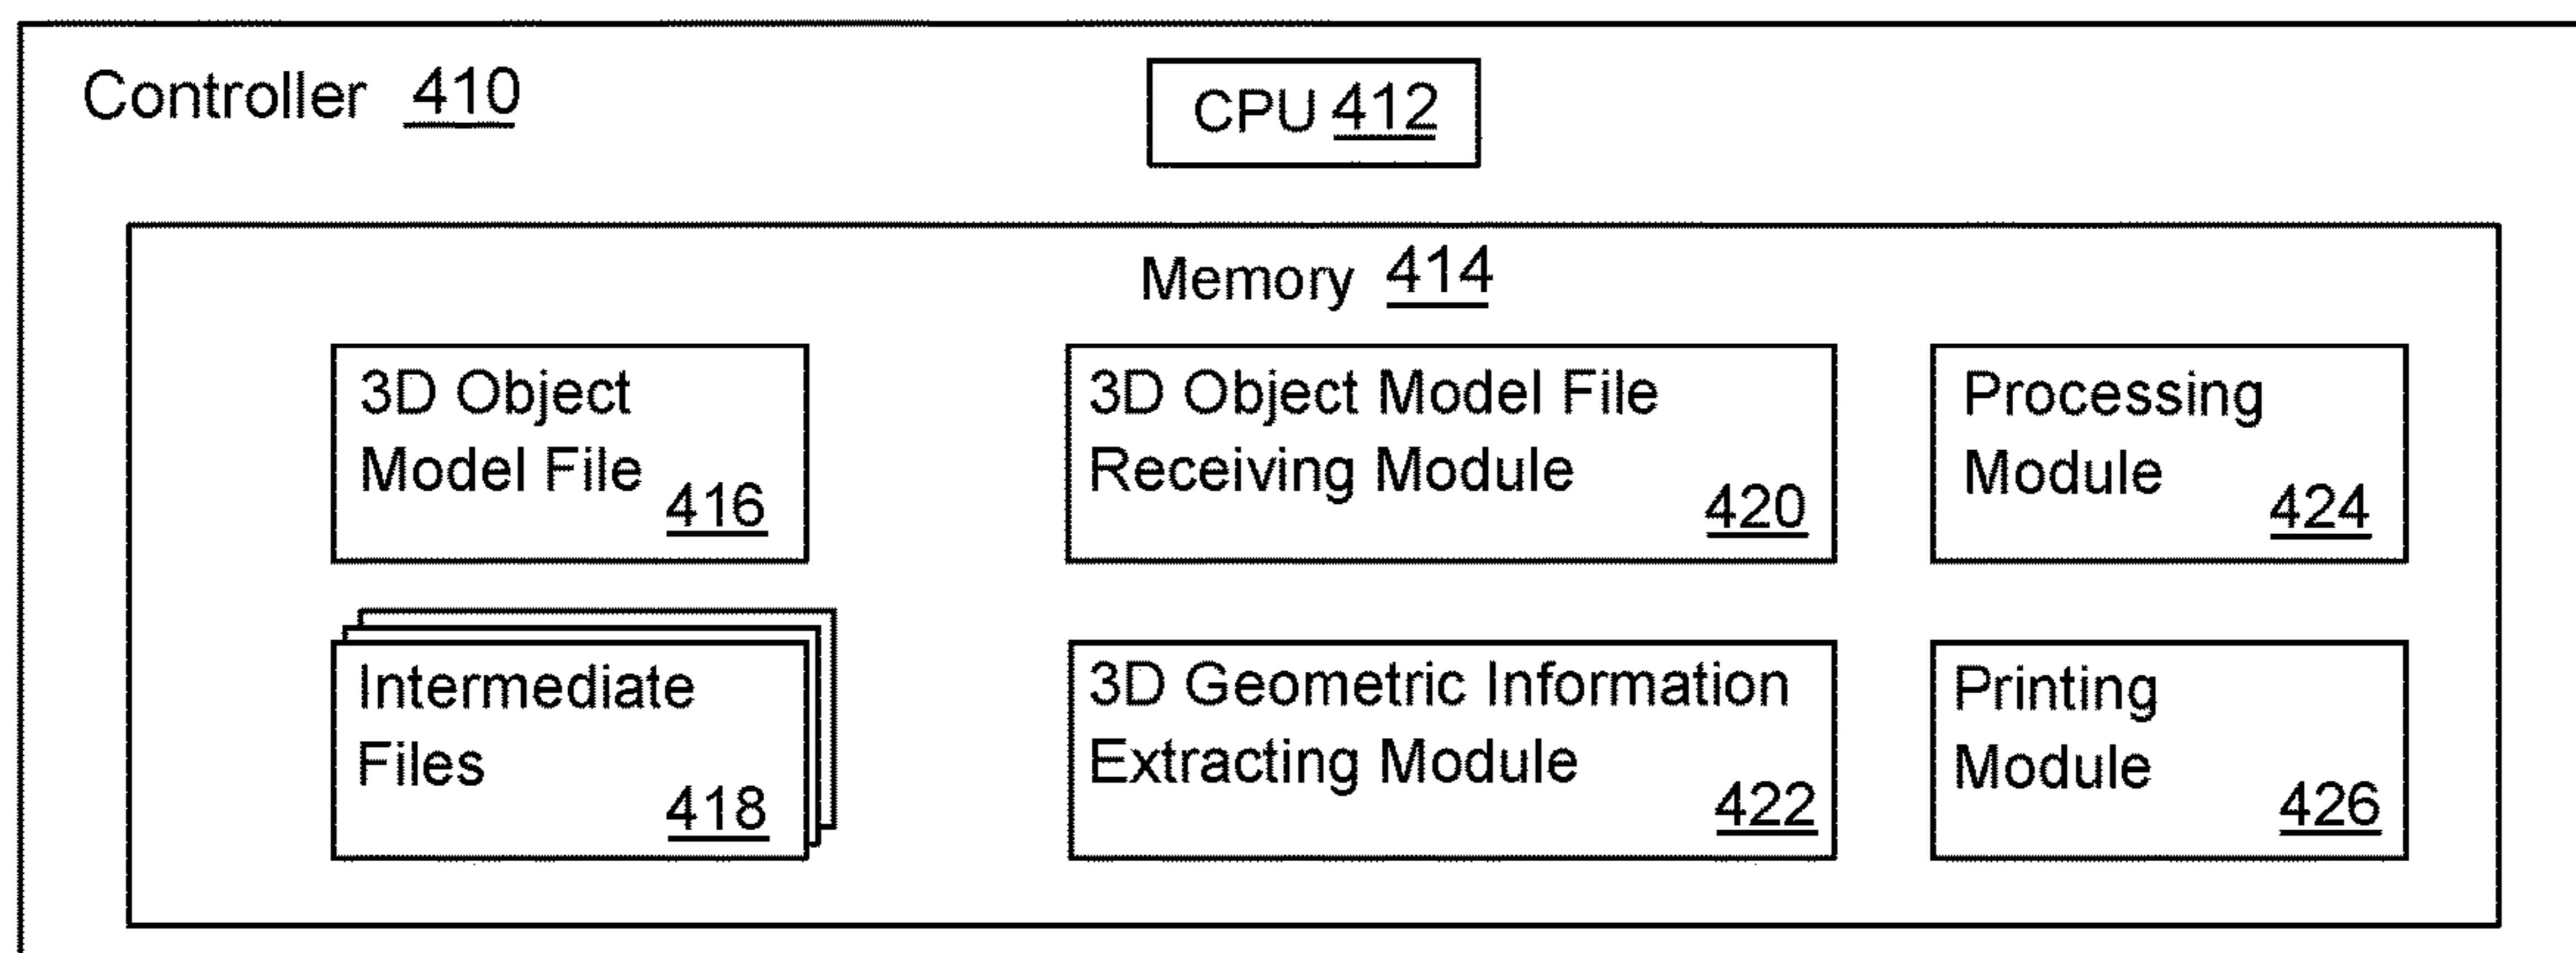 Controller 410
CPU 412
Memory 414
3D Object
Model File
416
3D Object Model File
Receiving Module
420
Processing
Module
424
Intermediate
Files
418
3D Geometric Information
Extracting Module
422
Printing
Module
426